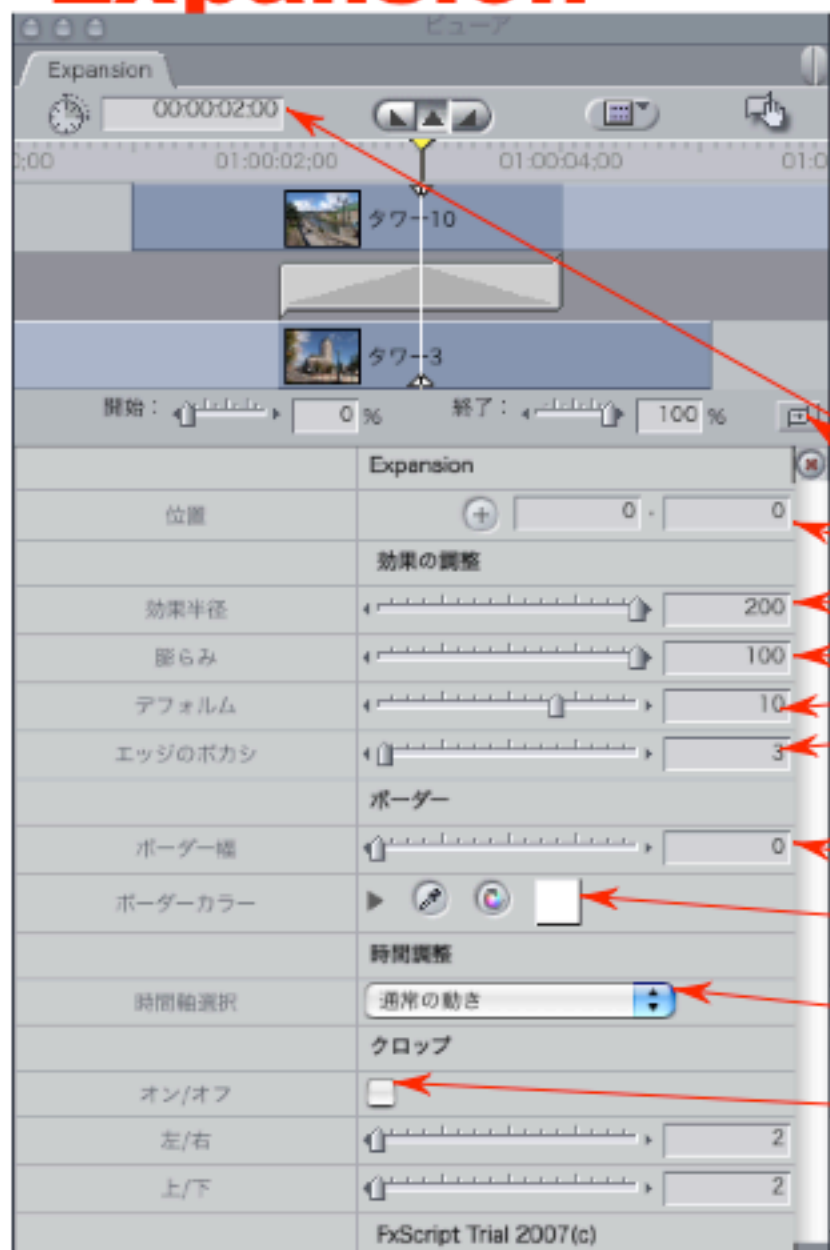 Expansion
ビューア
Expansion
00:00:02:00
0;00 01:00:02;00 01:00:04;00 01:0
タワー10
タワー3
開始： 0 % 終了： 100 %
Expansion
位置 0 . 0
効果の調整
効果半径 200
膨らみ 100
デフォルム 10
エッジのボカシ 3
ボーダー
ボーダー幅 0
ボーダーカラー
時間調整
時間軸選択 通常の動き
クロップ
オン/オフ
左/右 2
上/下 2
FxScript Trial 2007(c)